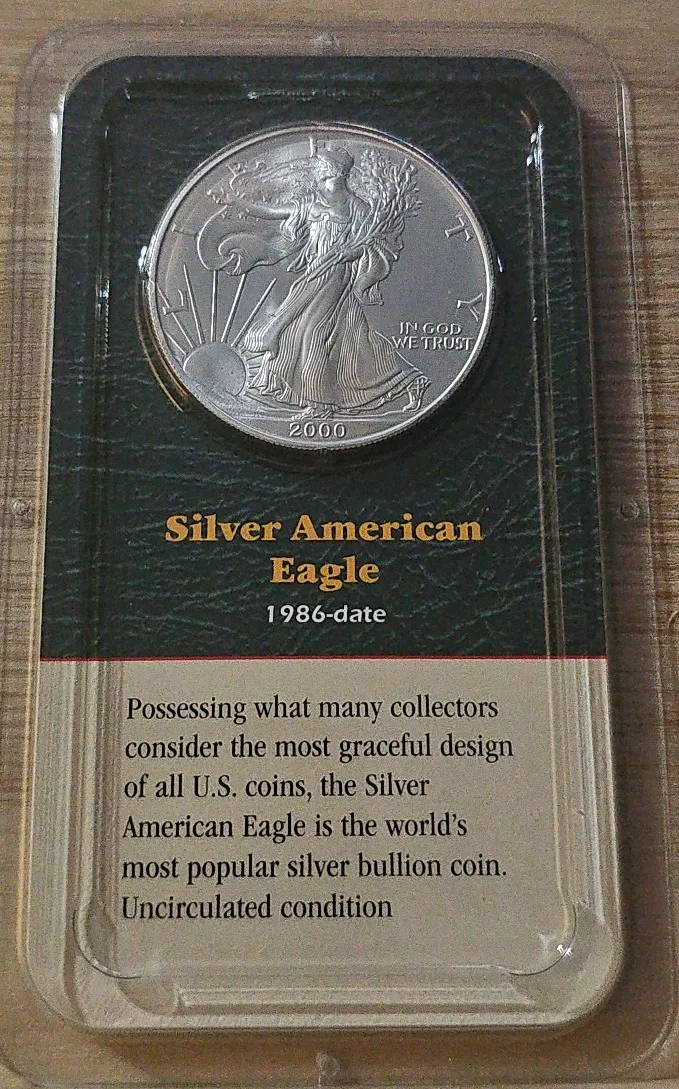 L I T Y
IN GOD
WE TRUST
2000
Silver American
Eagle
1986-date
Possessing what many collectors
consider the most graceful design
of all U.S. coins, the Silver
American Eagle is the world's
most popular silver bullion coin.
Uncirculated condition